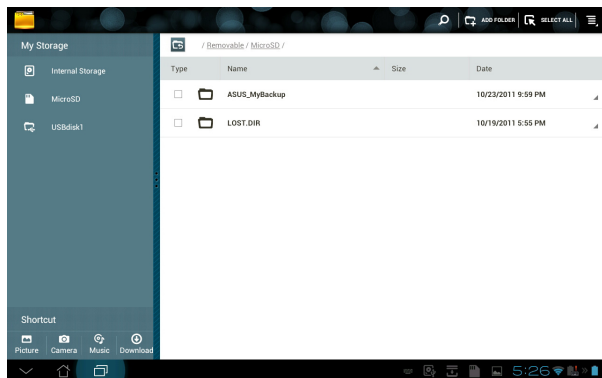 ADD FOLDER SELECT ALL
My Storage
/ Removable / MicroSD /
Internal Storage
MicroSD
USBdisk1
Type Name Size Date
ASUS_MyBackup 10/23/2011 9:59 PM
LOST.DIR 10/19/2011 5:55 PM
Shortcut
Picture Camera Music Download
5:26